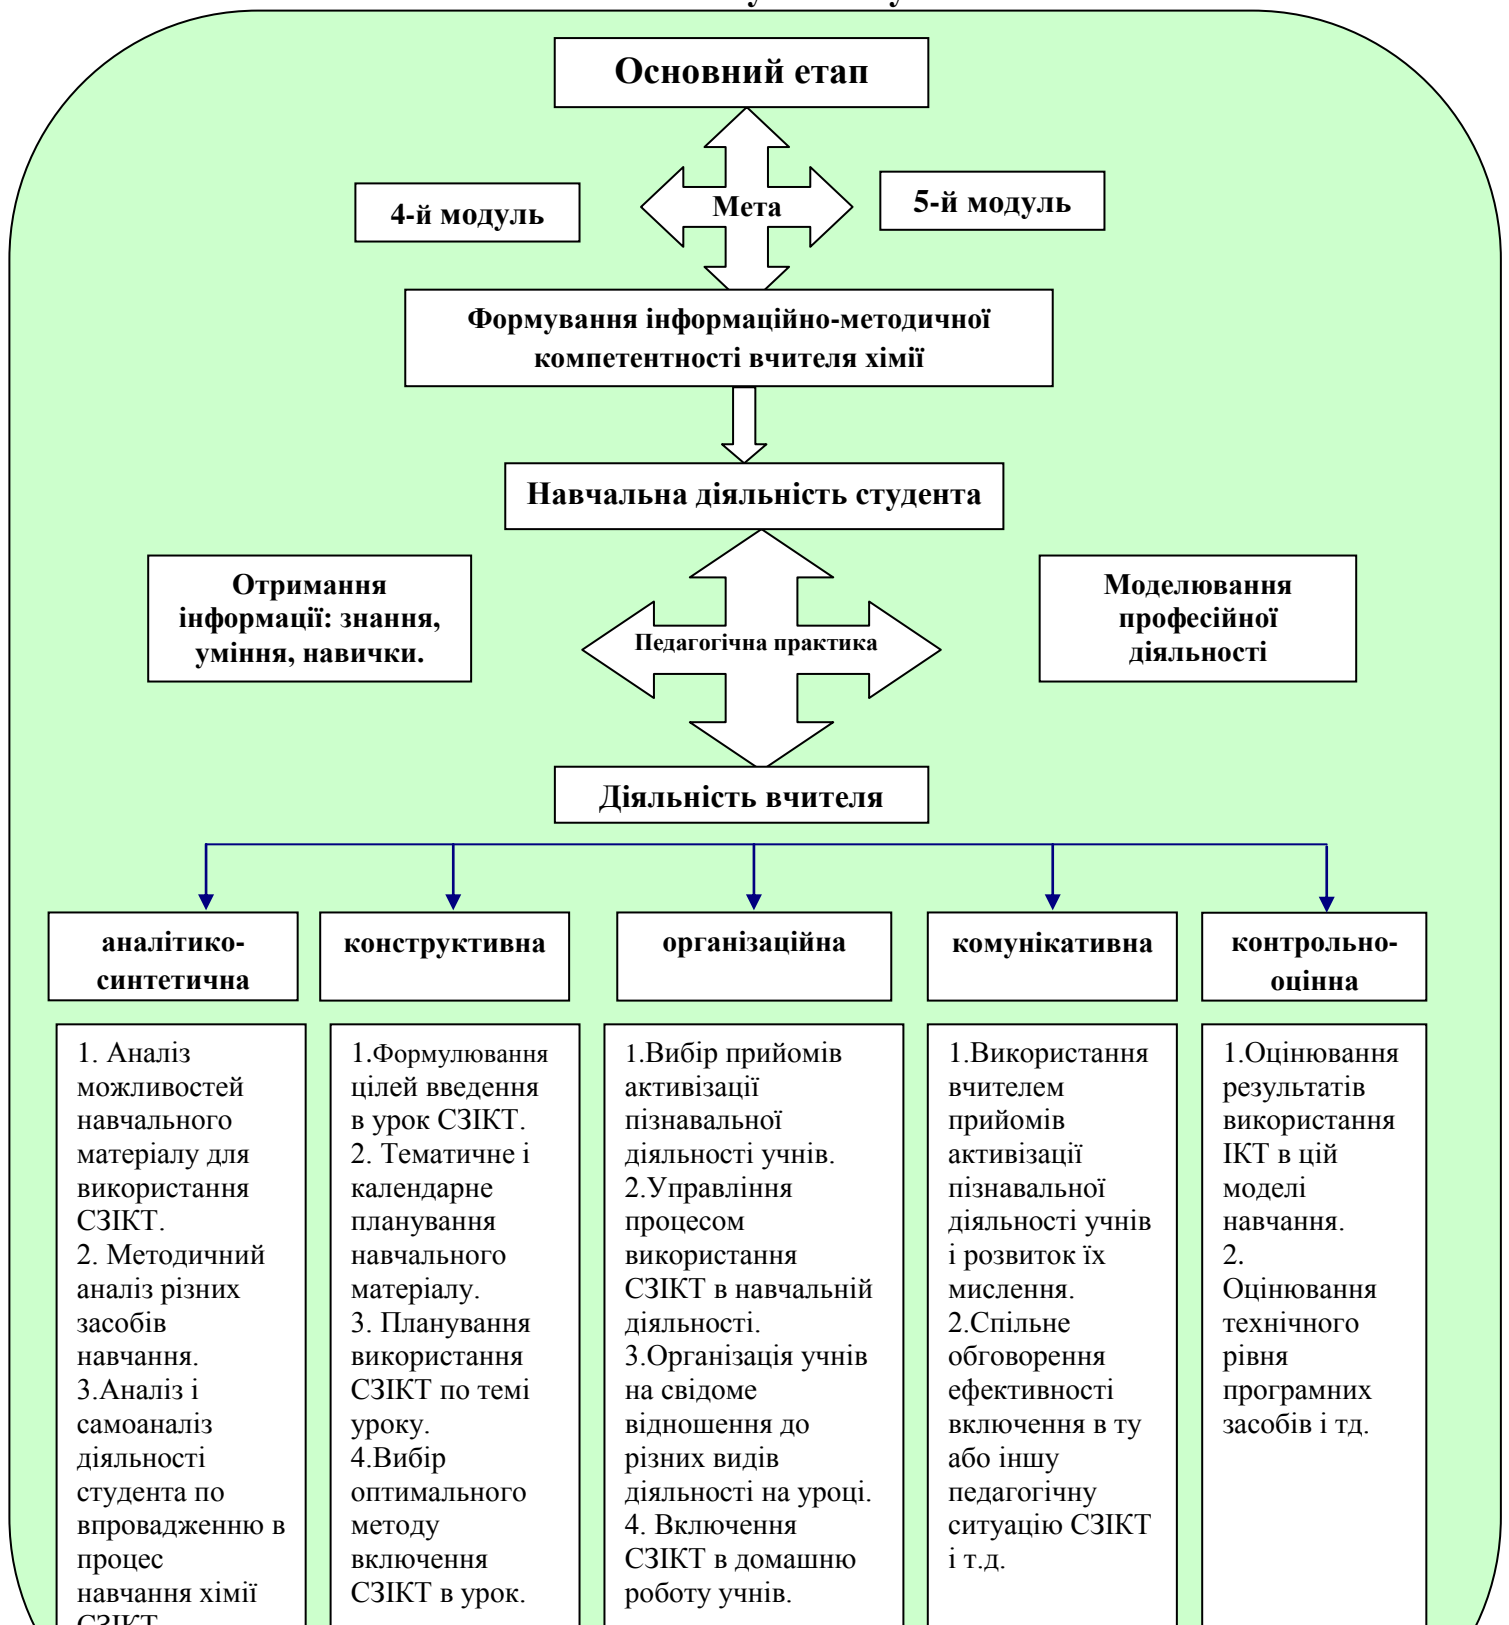 Основний етап
4-й модуль
Мета
5-й модуль
Формування інформаційно-методичної
компетентності вчителя хімії
Навчальна діяльність студента
Отримання
інформації: знання,
уміння, навички.
Педагогічна практика
Моделювання
професійної
діяльності
Діяльність вчителя
аналітико-
синтетична
конструктивна
організаційна
комунікативна
контрольно-
оцінна
1. Аналіз
можливостей
навчального
матеріалу для
використання
СЗІКТ.
2. Методичний
аналіз різних
засобів
навчання.
3.Аналіз і
самоаналіз
діяльності
студента по
впровадженню в
процес
навчання хімії
СЗІКТ
1.Формулювання
цілей введення
в урок СЗІКТ.
2. Тематичне і
календарне
планування
навчального
матеріалу.
3. Планування
використання
СЗІКТ по темі
уроку.
4.Вибір
оптимального
методу
включення
СЗІКТ в урок.
1.Вибір прийомів
активізації
пізнавальної
діяльності учнів.
2.Управління
процесом
використання
СЗІКТ в навчальній
діяльності.
3.Організація учнів
на свідоме
відношення до
різних видів
діяльності на уроці.
4. Включення
СЗІКТ в домашню
роботу учнів.
1.Використання
вчителем
прийомів
активізації
пізнавальної
діяльності учнів
і розвиток їх
мислення.
2.Спільне
обговорення
ефективності
включення в ту
або іншу
педагогічну
ситуацію СЗІКТ
і т.д.
1.Оцінювання
результатів
використання
ІКТ в цій
моделі
навчання.
2.
Оцінювання
технічного
рівня
програмних
засобів і тд.